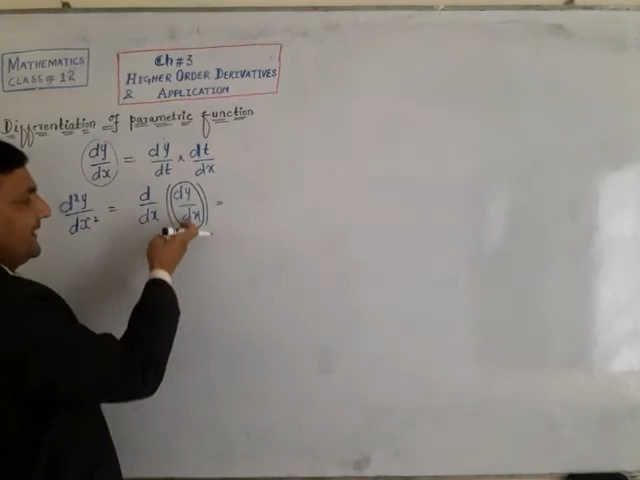 MATHEMATICS
CLASS # 12
Ch # 3
HIGHER ORDER DERIVATIVES
& APPLICATION
Differentiation of parametric function
dy/dx = dy/dt × dt/dx
d²y/dx² = d/dx (dy/dx) =